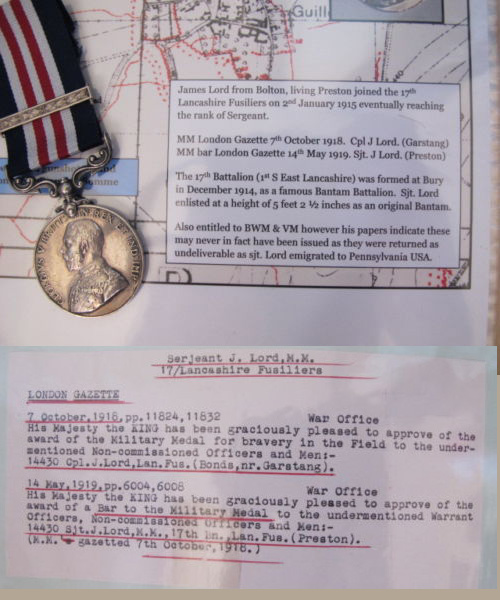 Guill
James Lord from Bolton, living Preston joined the 17th
Lancashire Fusiliers on 2nd January 1915 eventually reaching
the rank of Sergeant.
MM London Gazette 7th October 1918. Cpl J Lord. (Garstang)
MM bar London Gazette 14th May 1919. Sjt. J Lord. (Preston)
The 17th Battalion (1st S East Lancashire) was formed at Bury
in December 1914, as a famous Bantam Battalion. Sjt. Lord
enlisted at a height of 5 feet 2 ½ inches as an original Bantam.
Also entitled to BWM & VM however his papers indicate these
may never in fact have been issued as they were returned as
undeliverable as sjt. Lord emigrated to Pennsylvania USA.
Serjeant J. Lord,M.M.
17/Lancashire Fusiliers
LONDON GAZETTE
7 October,1918,pp.11824,11832 War Office
His Majesty the KING has been graciously pleased to approve of the
award of the Military Medal for bravery in the Field to the under-
mentioned Non-commissioned Officers and Men:-
14430 Cpl.J.Lord,Lan.Fus.(Bonds,nr.Garstang).
14 May,1919,pp.6004,6008 War Office
His Majesty the KING has been graciously pleased to approve of the
award of a Bar to the Military Medal to the undermentioned Warrant
Officers, Non-commissioned Officers and Men:-
14430 Sjt.J.Lord,M.M.,17th Bn.,Lan.Fus.(Preston).
(M.M. gazetted 7th October,1918.)